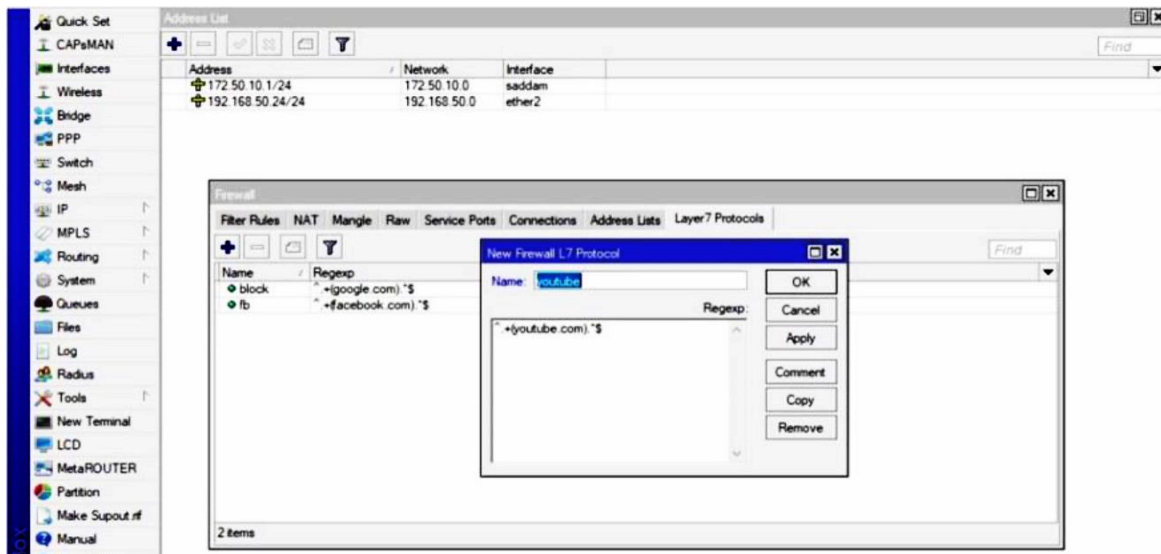 Quick Set
CAPsMAN
Interfaces
Wireless
Bridge
PPP
Switch
Mesh
IP
MPLS
Routing
System
Queues
Files
Log
Radius
Tools
New Terminal
LCD
MetaROUTER
Partition
Make Supout.rif
Manual
Address List
Find
Address / Network Interface
172.50.10.1/24 172.50.10.0 saddam
192.168.50.24/24 192.168.50.0 ether2
Firewall
Filter Rules NAT Mangle Raw Service Ports Connections Address Lists Layer7 Protocols
Find
Name / Regexp
block ^.+(google.com).*$
fb ^.+(facebook.com).*$
2 items
New Firewall L7 Protocol
Name: youtube
Regexp:
^.+(youtube.com).*$
OK
Cancel
Apply
Comment
Copy
Remove